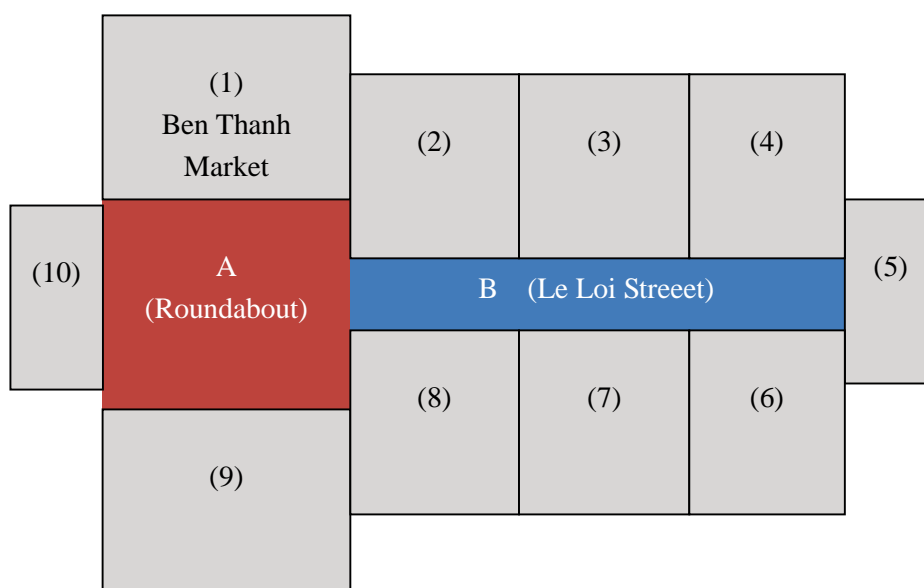 (1)
Ben Thanh
Market
(2)
(3)
(4)
(10)
A
(Roundabout)
B (Le Loi Streeet)
(5)
(8)
(7)
(6)
(9)